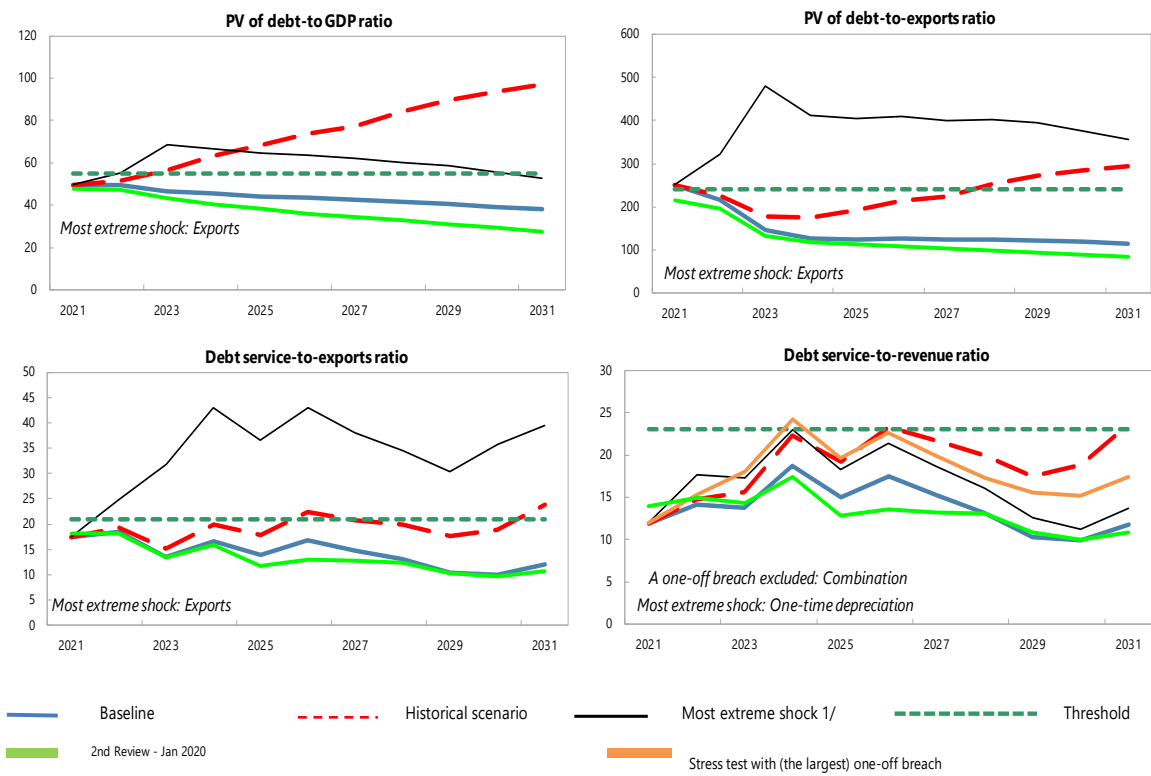 PV of debt-to GDP ratio
120
100
80
60
40
20
0
Most extreme shock: Exports
2021 2023 2025 2027 2029 2031
PV of debt-to-exports ratio
600
500
400
300
200
100
0
Most extreme shock: Exports
2021 2023 2025 2027 2029 2031
Debt service-to-exports ratio
50
45
40
35
30
25
20
15
10
5
0
Most extreme shock: Exports
2021 2023 2025 2027 2029 2031
Debt service-to-revenue ratio
30
25
20
15
10
5
0
A one-off breach excluded: Combination
Most extreme shock: One-time depreciation
2021 2023 2025 2027 2029 2031
Baseline Historical scenario Most extreme shock 1/ Threshold
2nd Review - Jan 2020 Stress test with (the largest) one-off breach